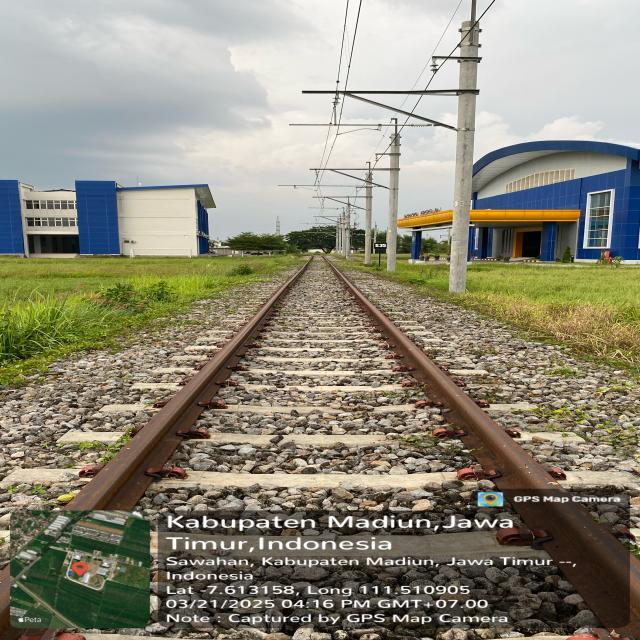 GPS Map Camera
Kabupaten Madiun,Jawa
Timur,Indonesia
Sawahan, Kabupaten Madiun, Jawa Timur --,
Indonesia
Lat -7.613158, Long 111.510905
03/21/2025 04:16 PM GMT+07.00
Note : Captured by GPS Map Camera
Peta